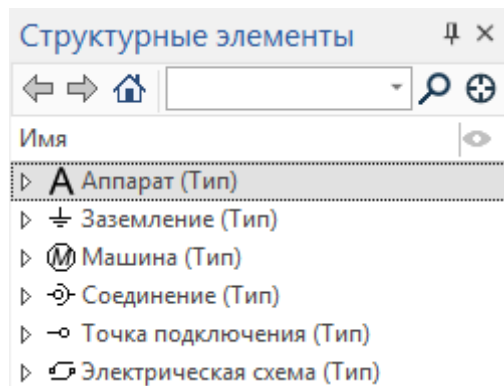 Структурные элементы
Имя
Аппарат (Тип)
Заземление (Тип)
Машина (Тип)
Соединение (Тип)
Точка подключения (Тип)
Электрическая схема (Тип)